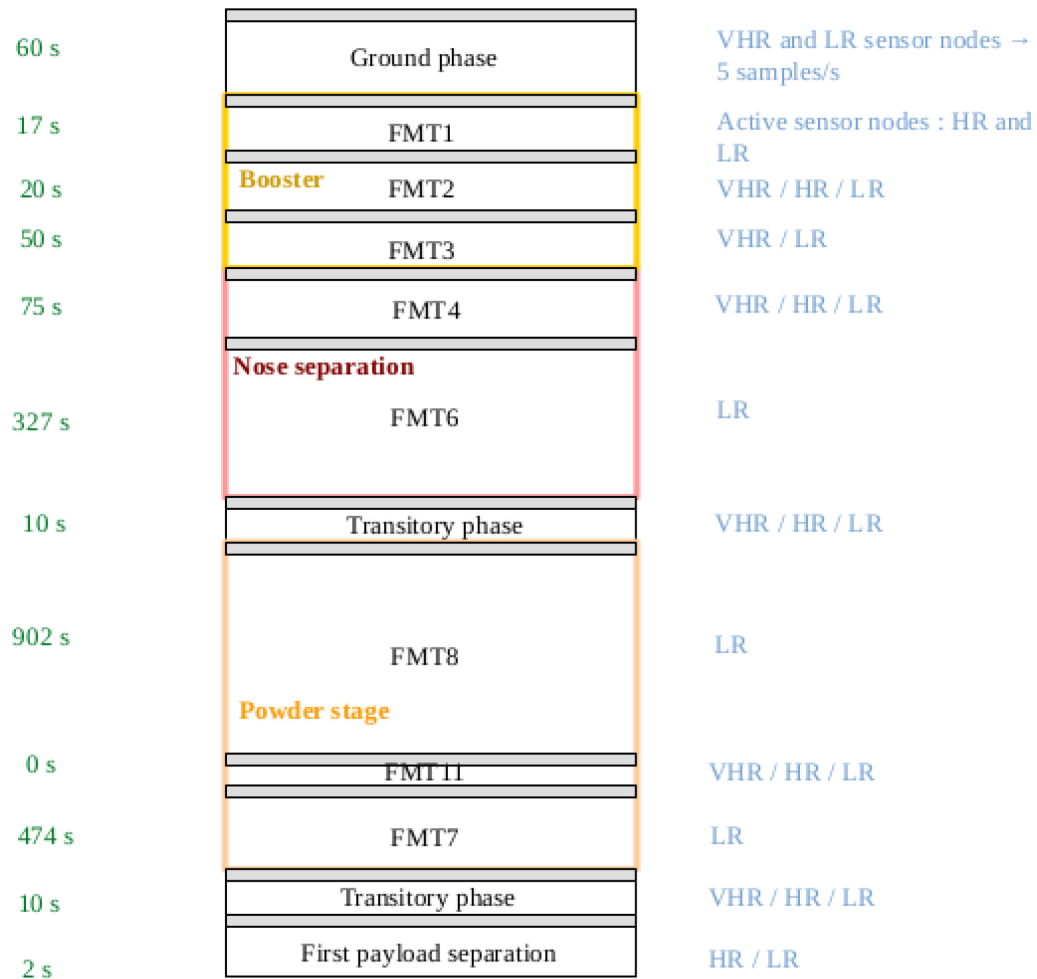 60 s
Ground phase
VHR and LR sensor nodes →
5 samples/s
17 s
FMT1
Active sensor nodes : HR and
LR
Booster
20 s
FMT2
VHR / HR / LR
50 s
FMT3
VHR / LR
75 s
FMT4
VHR / HR / LR
Nose separation
327 s
FMT6
LR
10 s
Transitory phase
VHR / HR / LR
902 s
FMT8
LR
Powder stage
0 s
FMT11
VHR / HR / LR
474 s
FMT7
LR
10 s
Transitory phase
VHR / HR / LR
2 s
First payload separation
HR / LR